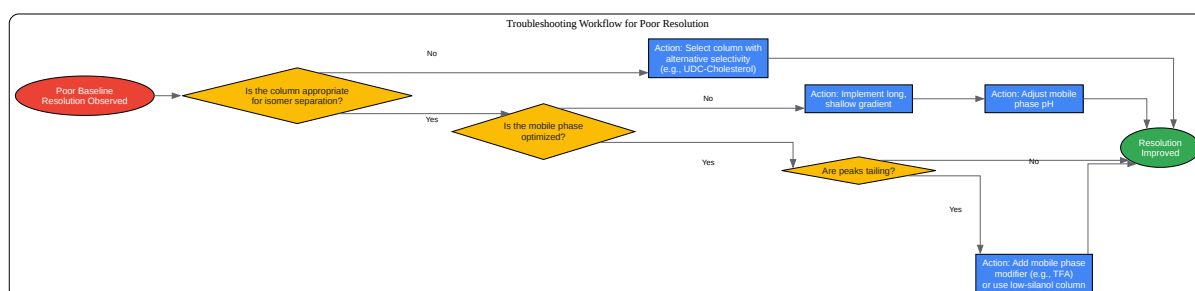 Troubleshooting Workflow for Poor Resolution
Poor Baseline
Resolution Observed
Is the column appropriate
for isomer separation?
No
Yes
Action: Select column with
alternative selectivity
(e.g., UDC-Cholesterol)
Is the mobile phase
optimized?
No
Yes
Action: Implement long,
shallow gradient
Action: Adjust mobile
phase pH
Are peaks tailing?
No
Yes
Action: Add mobile phase
modifier (e.g., TFA)
or use low-silanol column
Resolution
Improved